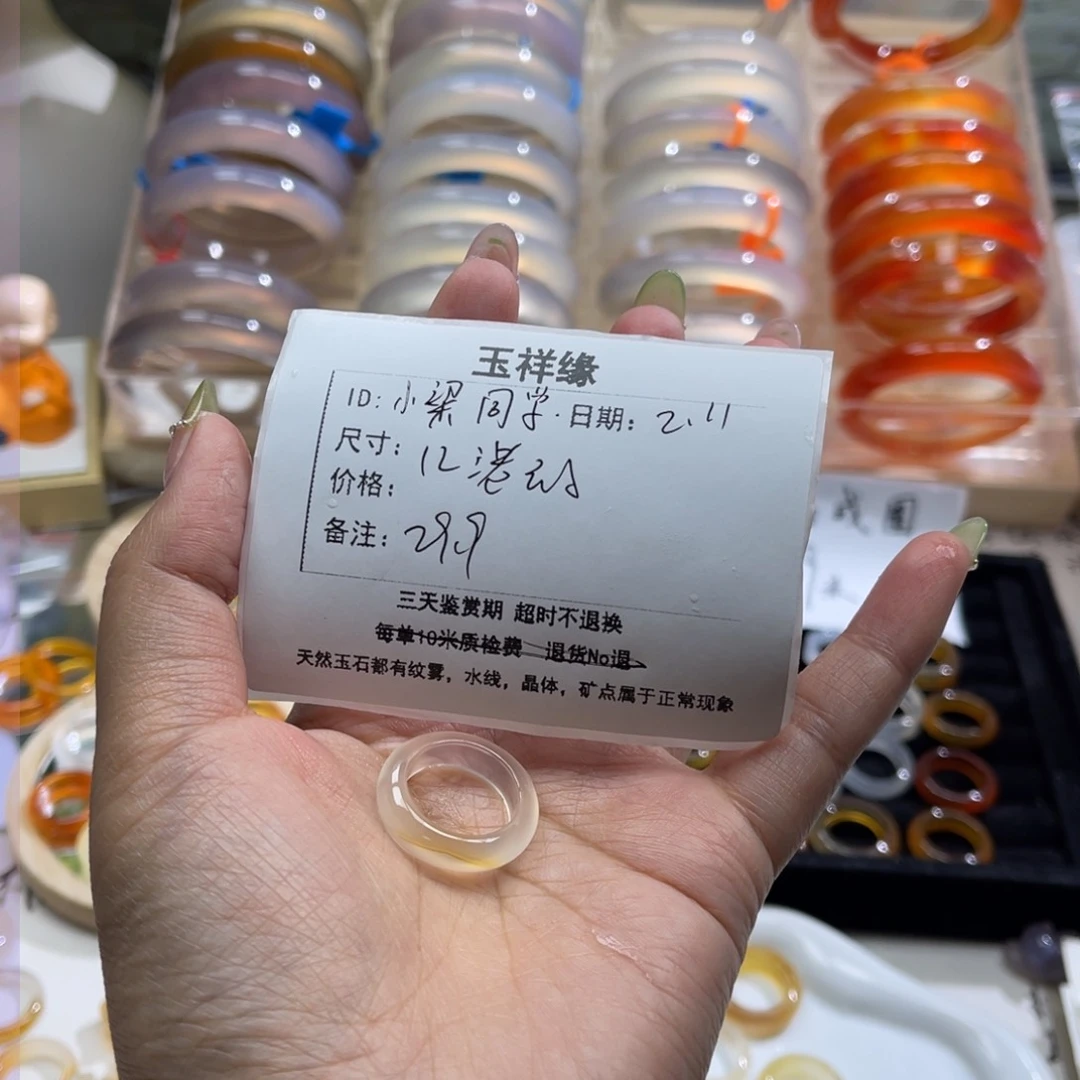 玉祥缘
ID: 小梁同学. 日期: 2.11
尺寸: 12港码
价格:
备注: 299
三天鉴赏期 超时不退换
每单10米质检费 退货No退
天然玉石都有纹雾，水线，晶体，矿点属于正常现象